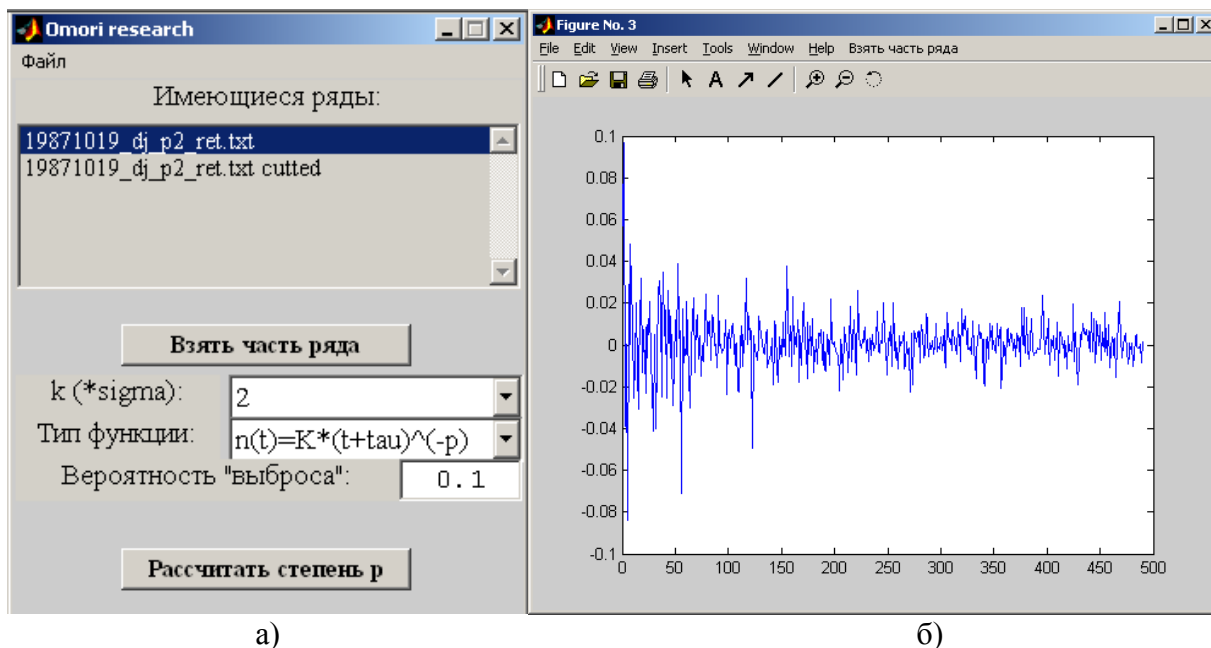 Omori research
Файл
Имеющиеся ряды:
19871019_dj_p2_ret.txt
19871019_dj_p2_ret.txt cutted
Взять часть ряда
k (*sigma):
2
Тип функции:
n(t)=K*(t+tau)^(-p)
Вероятность "выброса":
0.1
Рассчитать степень p
а)
Figure No. 3
File Edit View Insert Tools Window Help Взять часть ряда
A
0.1
0.08
0.06
0.04
0.02
0
-0.02
-0.04
-0.06
-0.08
-0.1
0 50 100 150 200 250 300 350 400 450 500
б)